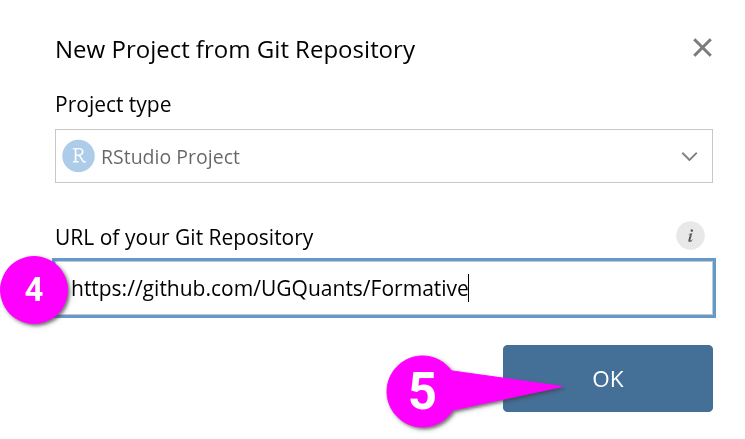 New Project from Git Repository
Project type
R RStudio Project
URL of your Git Repository i
4 https://github.com/UGQuants/Formative
5 OK